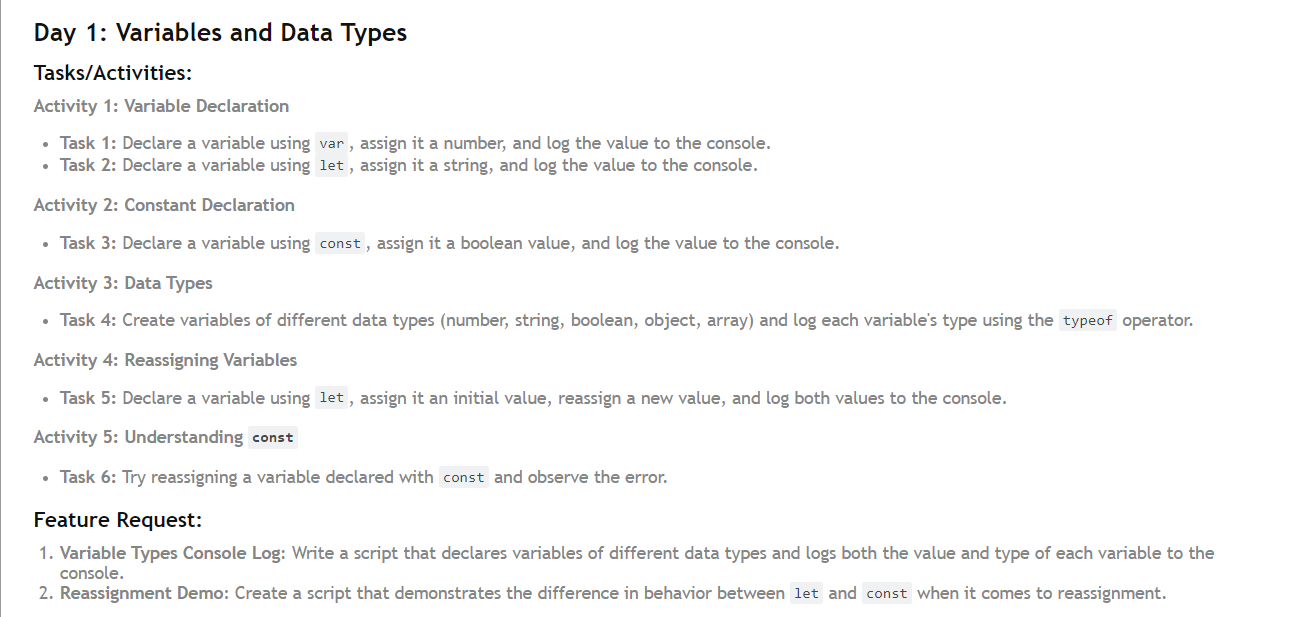 Day 1: Variables and Data Types
Tasks/Activities:
Activity 1: Variable Declaration
• Task 1: Declare a variable using var, assign it a number, and log the value to the console.
• Task 2: Declare a variable using let, assign it a string, and log the value to the console.
Activity 2: Constant Declaration
• Task 3: Declare a variable using const, assign it a boolean value, and log the value to the console.
Activity 3: Data Types
• Task 4: Create variables of different data types (number, string, boolean, object, array) and log each variable's type using the typeof operator.
Activity 4: Reassigning Variables
• Task 5: Declare a variable using let, assign it an initial value, reassign a new value, and log both values to the console.
Activity 5: Understanding const
• Task 6: Try reassigning a variable declared with const and observe the error.
Feature Request:
1. Variable Types Console Log: Write a script that declares variables of different data types and logs both the value and type of each variable to the
console.
2. Reassignment Demo: Create a script that demonstrates the difference in behavior between let and const when it comes to reassignment.